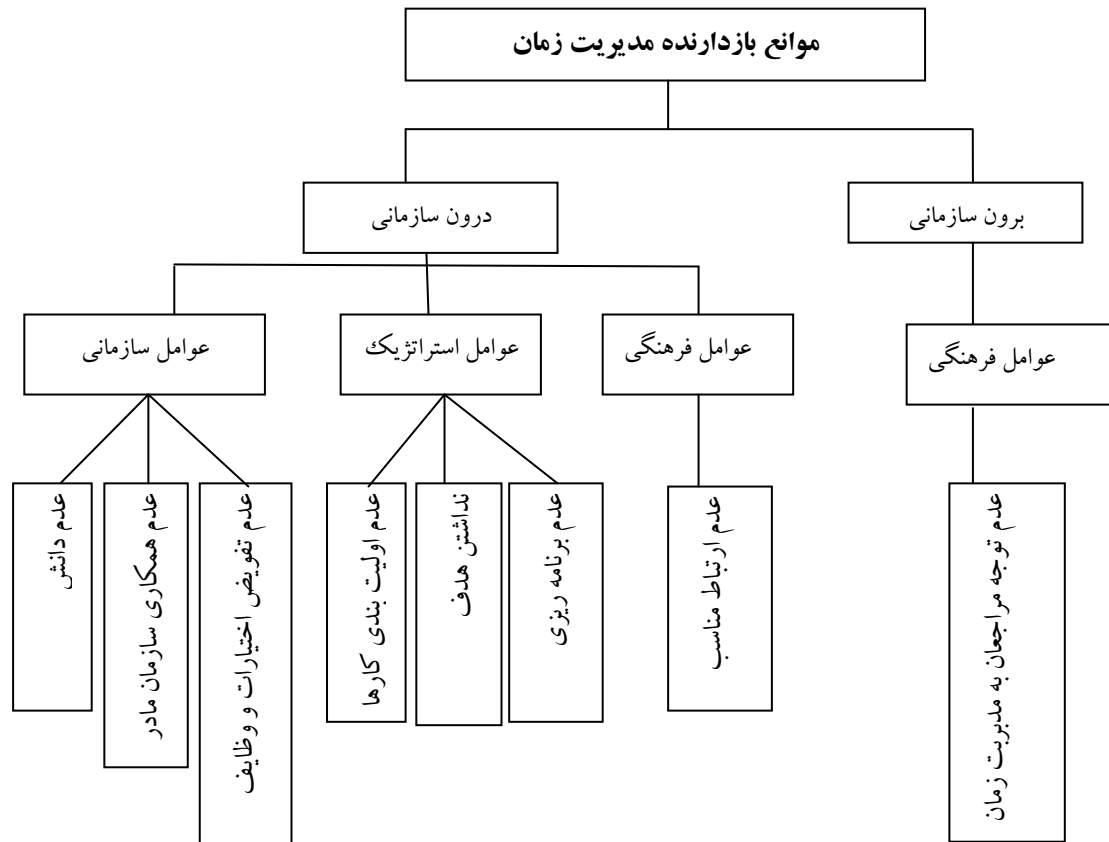 موانع بازدارنده مدیریت زمان
برون سازمانی
درون سازمانی
عوامل فرهنگی
عوامل فرهنگی
عوامل استراتژیک
عوامل سازمانی
عدم توجه مراجعان به مدیریت زمان
عدم ارتباط مناسب
عدم برنامه ریزی
نداشتن هدف
عدم اولیت بندی کارها
عدم تفویض اختیارات و وظایف
عدم همکاری سازمان مادر
عدم دانش